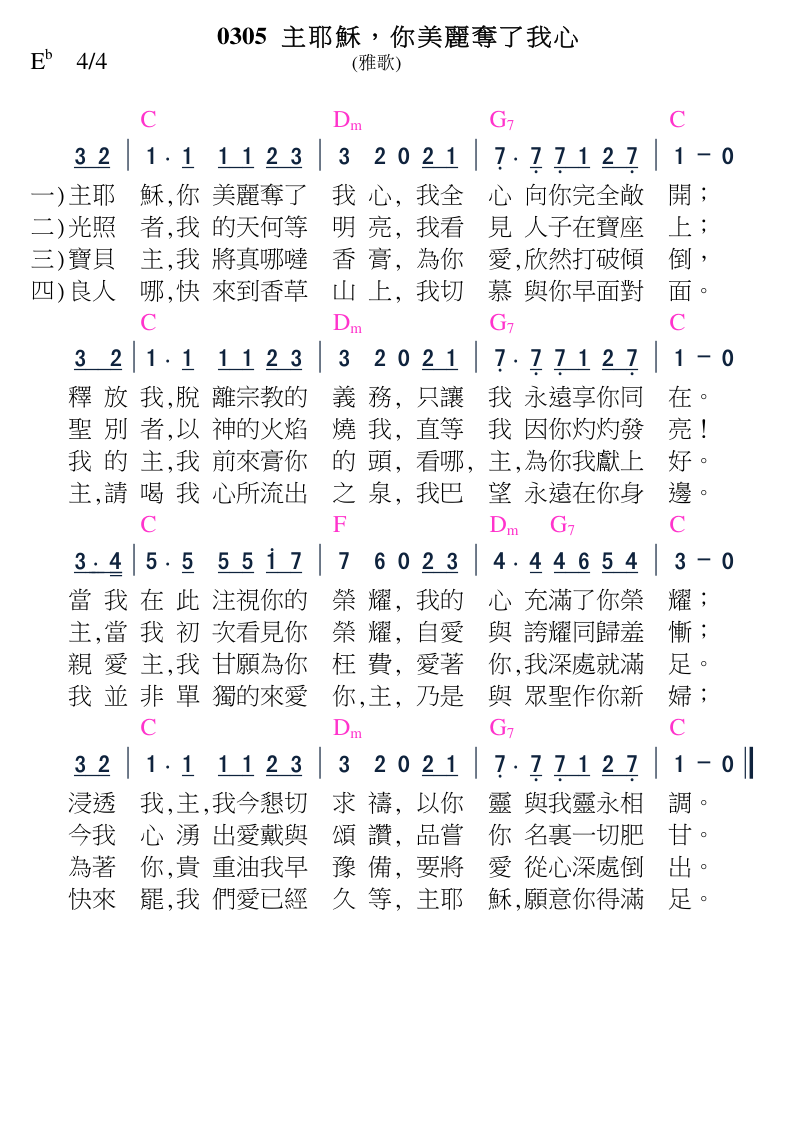 0305 主耶穌，你美麗奪了我心
E♭ 4/4 (雅歌)
C Dm G7 C
3 2 | 1 · 1 1 1 2 3 | 3 2 0 2 1 | 7 · 7 7 1 2 7 | 1 － 0
一)主耶 穌,你 美麗奪了 我 心, 我全 心 向你完全敞 開；
二)光照 者,我 的天何等 明 亮, 我看 見 人子在寶座 上；
三)寶貝 主,我 將真哪噠 香 膏, 為你 愛,欣然打破傾 倒，
四)良人 哪,快 來到香草 山 上, 我切 慕 與你早面對 面。
C Dm G7 C
3 2 | 1 · 1 1 1 2 3 | 3 2 0 2 1 | 7 · 7 7 1 2 7 | 1 － 0
釋 放 我,脫 離宗教的 義 務, 只讓 我 永遠享你同 在。
聖 別 者,以 神的火焰 燒 我, 直等 我 因你灼灼發 亮！
我 的 主,我 前來膏你 的 頭, 看哪, 主,為你我獻上 好。
主,請 喝 我 心所流出 之 泉, 我巴 望 永遠在你身 邊。
C F Dm G7 C
3 · 4 | 5 · 5 5 5 1 7 | 7 6 0 2 3 | 4 · 4 4 6 5 4 | 3 － 0
當 我 在 此 注視你的 榮 耀, 我的 心 充滿了你榮 耀；
主,當 我 初 次看見你 榮 耀, 自愛 與 誇耀同歸羞 慚；
親 愛 主,我 甘願為你 枉 費, 愛著 你,我深處就滿 足。
我 並 非 單 獨的來愛 你,主, 乃是 與 眾聖作你新 婦；
C Dm G7 C
3 2 | 1 · 1 1 1 2 3 | 3 2 0 2 1 | 7 · 7 7 1 2 7 | 1 － 0
浸透 我,主,我今懇切 求 禱, 以你 靈 與我靈永相 調。
今我 心 湧 出愛戴與 頌 讚, 品嘗 你 名裏一切肥 甘。
為著 你,貴 重油我早 豫 備, 要將 愛 從心深處倒 出。
快來 罷,我 們愛已經 久 等, 主耶 穌,願意你得滿 足。